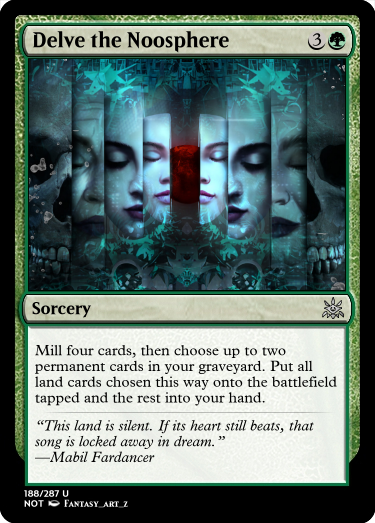 Delve the Noosphere 3
Sorcery
Mill four cards, then choose up to two
permanent cards in your graveyard. Put all
land cards chosen this way onto the battlefield
tapped and the rest into your hand.
“This land is silent. If its heart still beats, that
song is locked away in dream.”
—Mabil Fardancer
188/287 U
NOT Fantasy_art_z